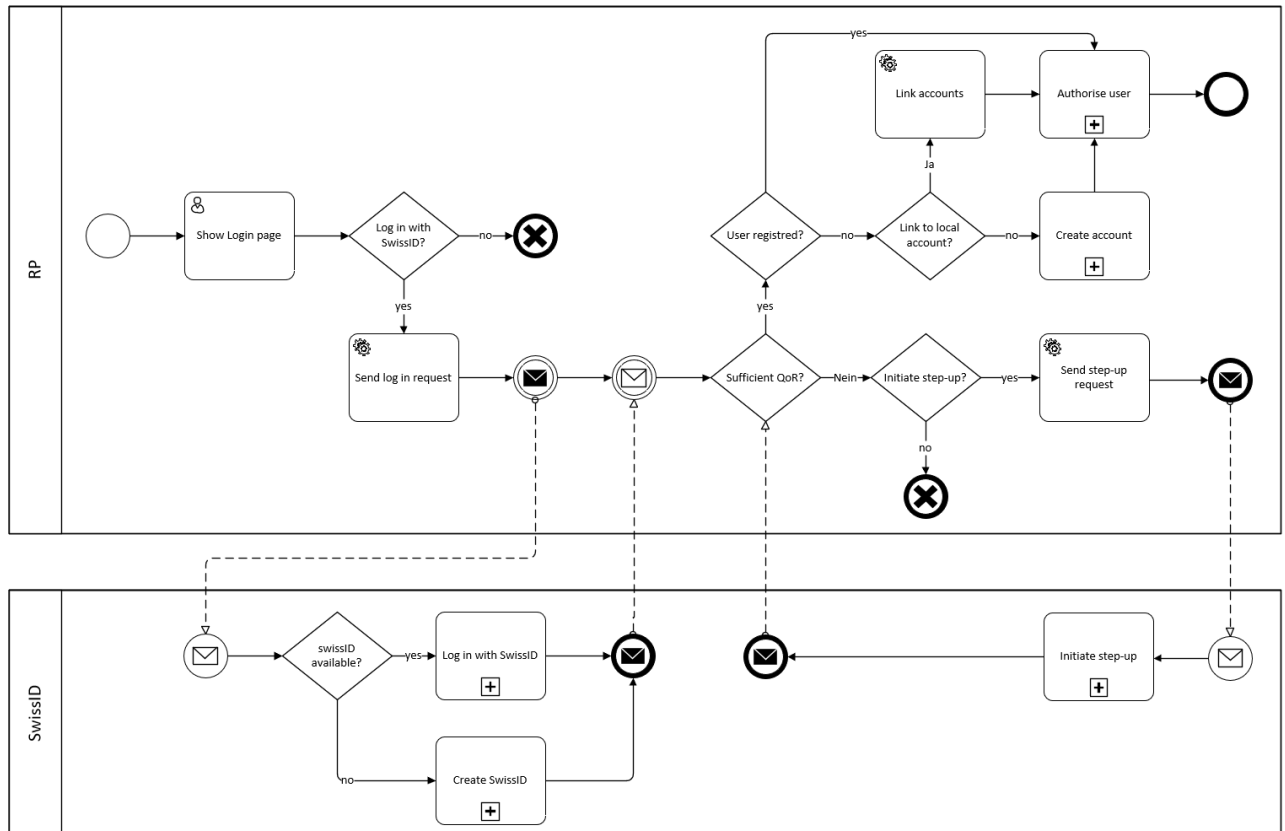 RP
yes
Link accounts
Authorise user
Ja
Show Login page
Log in with
SwissID?
no
User registred?
no
Link to local
account?
no
Create account
yes
yes
Send log in request
Sufficient QoR?
Nein
Initiate step-up?
yes
Send step-up
request
no
SwissID
swissID
available?
yes
Log in with SwissID
Initiate step-up
no
Create SwissID